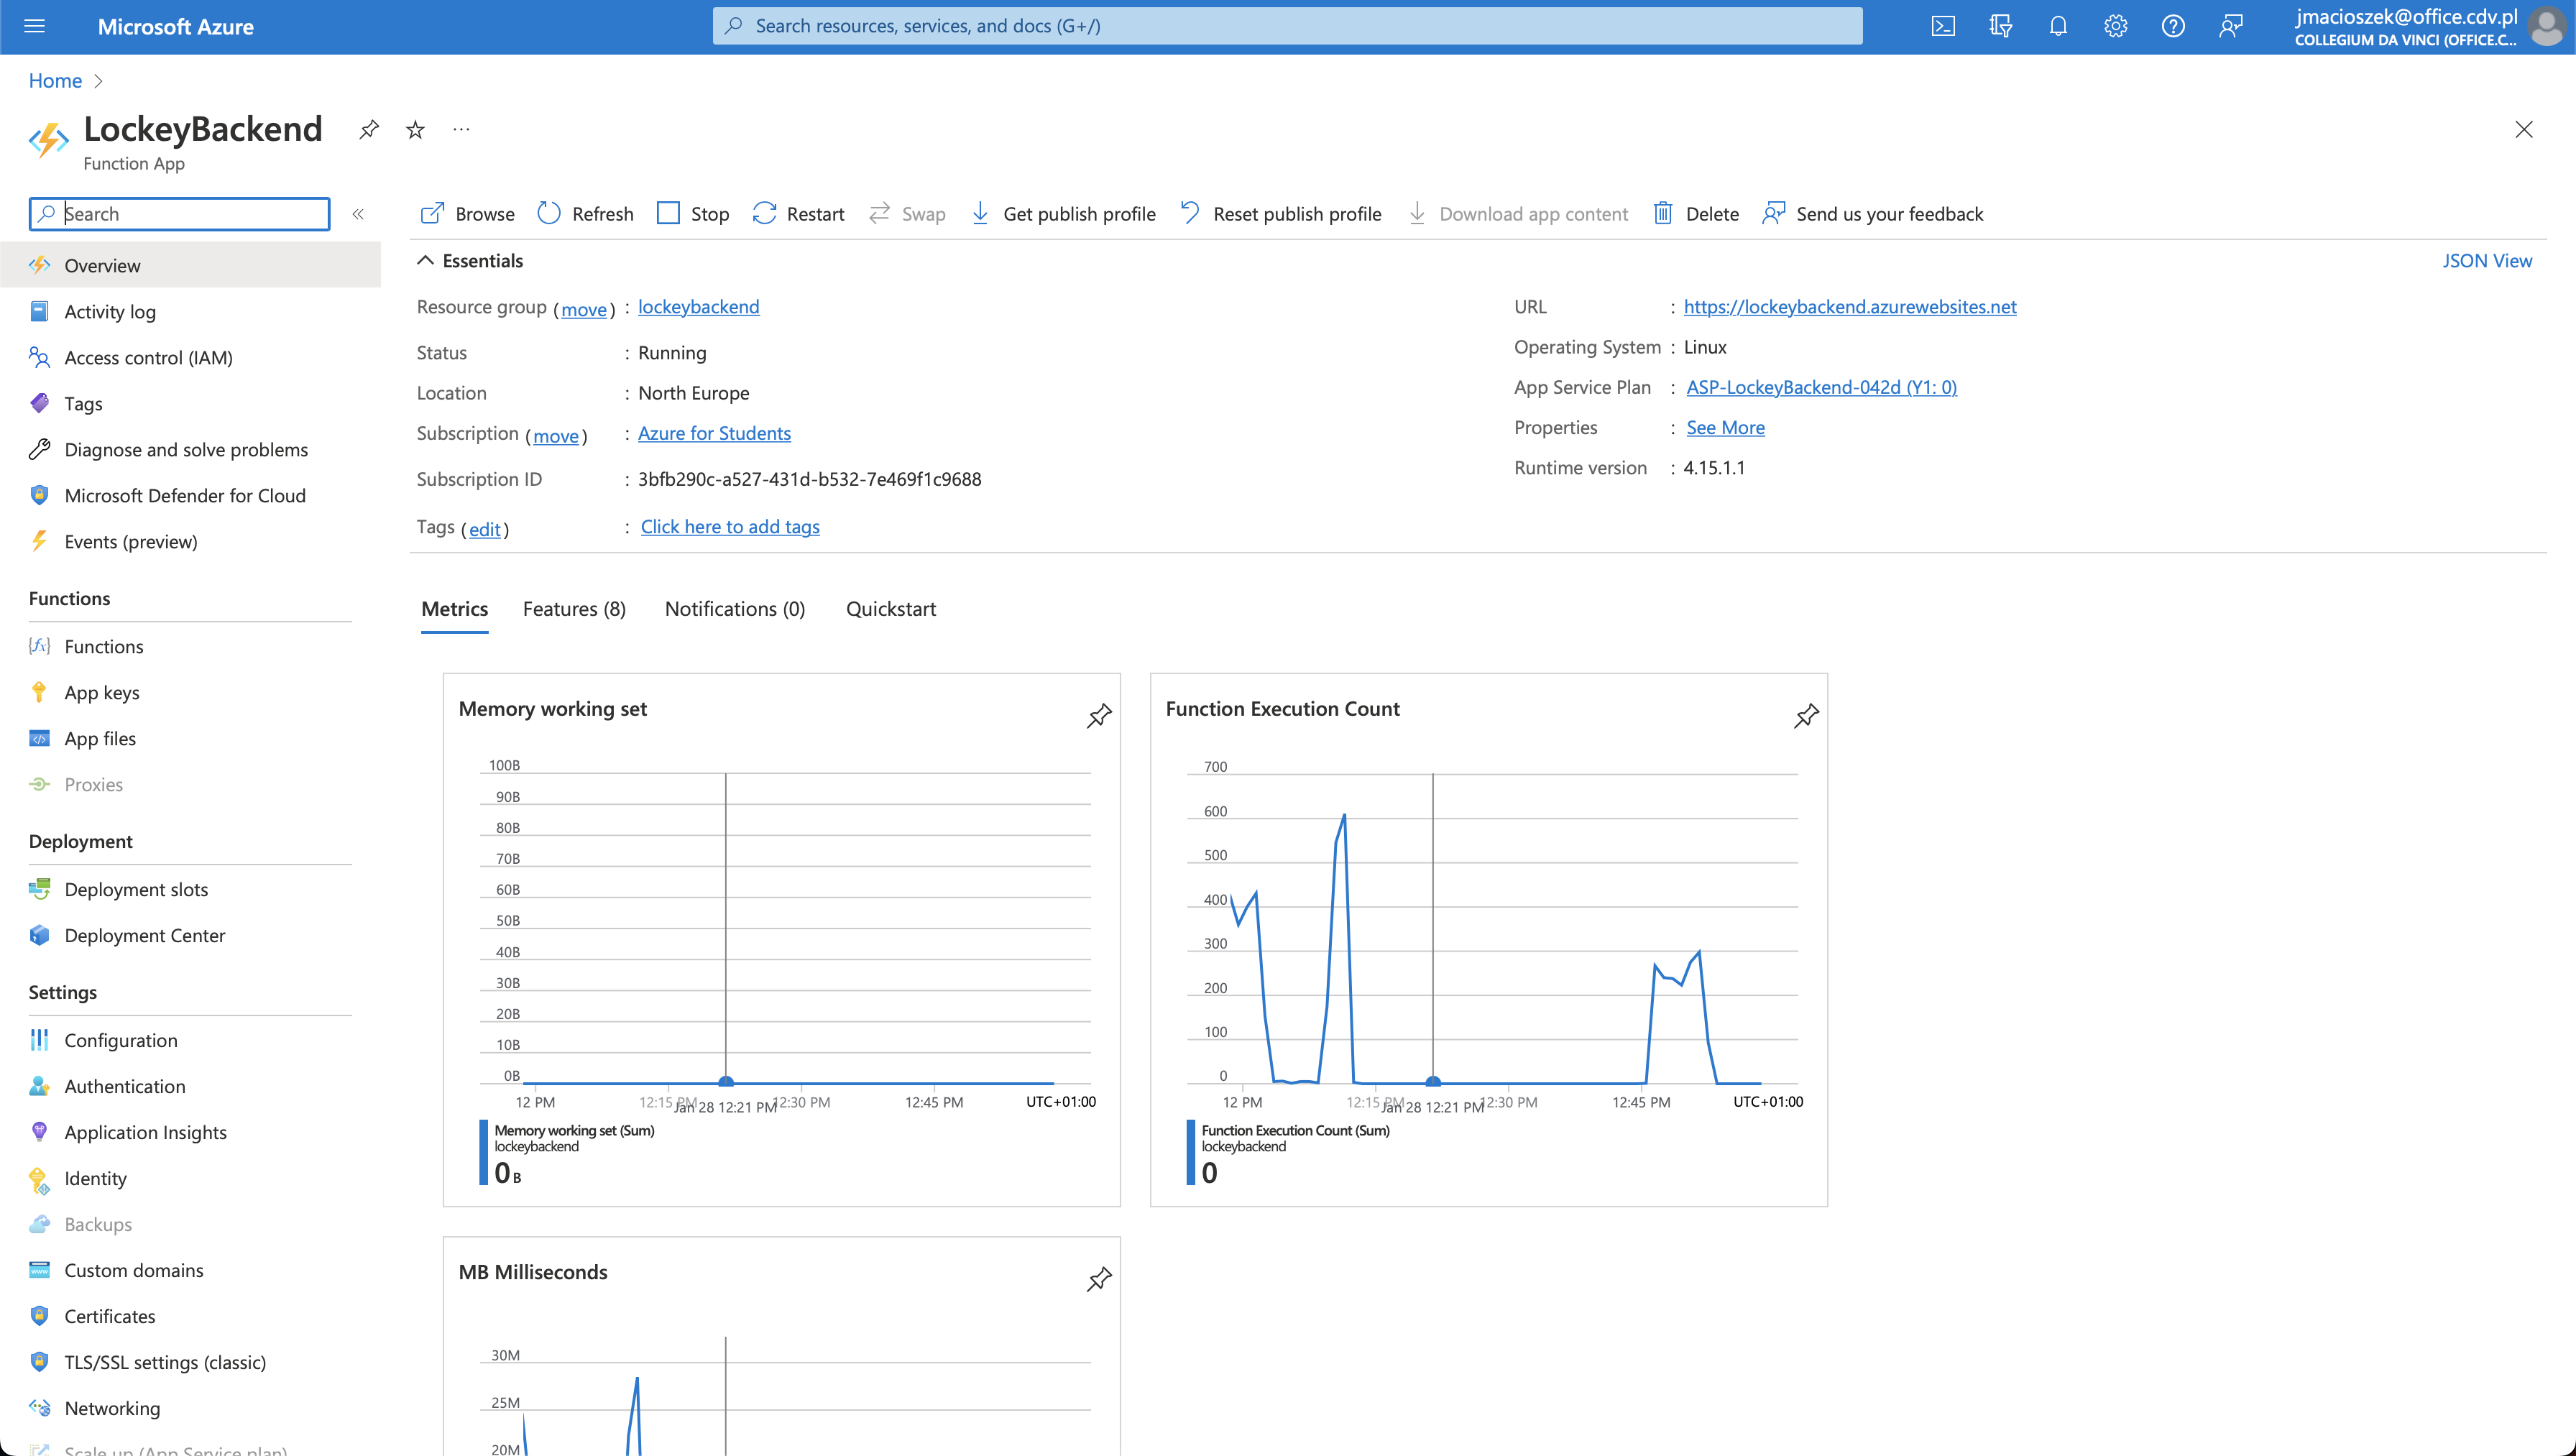 Microsoft Azure
Search resources, services, and docs (G+/)
jmacioszek@office.cdv.pl
COLLEGIUM DA VINCI (OFFICE.C...
Home
LockeyBackend
...
Function App
Search
«
Browse
Refresh
Stop
Restart
Swap
Get publish profile
Reset publish profile
Download app content
Delete
Send us your feedback
Overview
Activity log
Access control (IAM)
Tags
Diagnose and solve problems
Microsoft Defender for Cloud
Events (preview)
Functions
Functions
App keys
App files
Proxies
Deployment
Deployment slots
Deployment Center
Settings
Configuration
Authentication
Application Insights
Identity
Backups
Custom domains
Certificates
TLS/SSL settings (classic)
Networking
Scale up (App Service plan)
Essentials
JSON View
Resource group (move) : lockeybackend
Status : Running
Location : North Europe
Subscription (move) : Azure for Students
Subscription ID : 3bfb290c-a527-431d-b532-7e469f1c9688
Tags (edit) : Click here to add tags
URL : https://lockeybackend.azurewebsites.net
Operating System : Linux
App Service Plan : ASP-LockeyBackend-042d (Y1: 0)
Properties : See More
Runtime version : 4.15.1.1
Metrics
Features (8)
Notifications (0)
Quickstart
Memory working set
100B
90B
80B
70B
60B
50B
40B
30B
20B
10B
0B
12 PM
12:15 PM
Jan 28 12:21 PM
12:30 PM
12:45 PM
UTC+01:00
Memory working set (Sum)
lockeybackend
0 B
Function Execution Count
700
600
500
400
300
200
100
0
12 PM
12:15 PM
Jan 28 12:21 PM
12:30 PM
12:45 PM
UTC+01:00
Function Execution Count (Sum)
lockeybackend
0
MB Milliseconds
30M
25M
20M